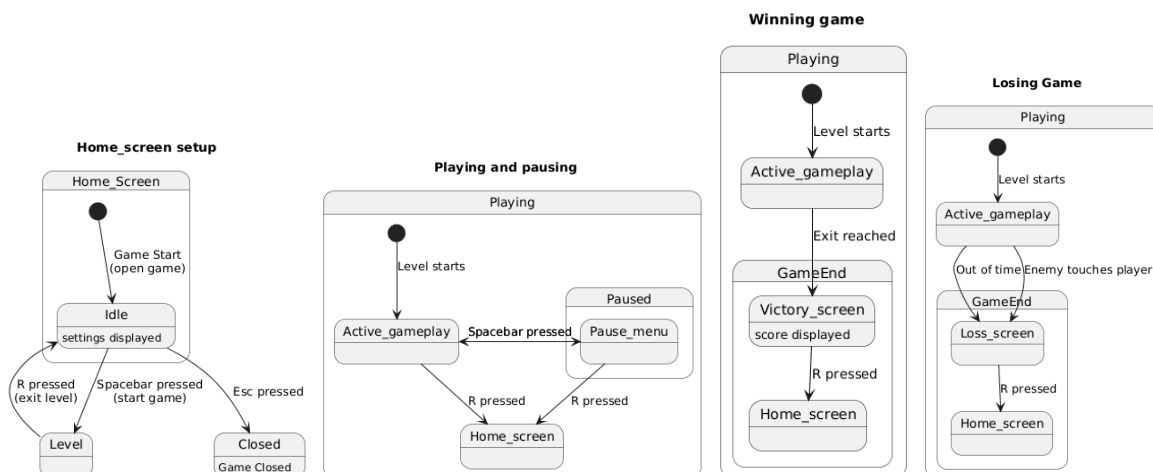 Home_screen setup
Home_Screen
Game Start
(open game)
Idle
settings displayed
R pressed
(exit level)
Spacebar pressed
(start game)
Esc pressed
Level
Closed
Game Closed
Playing and pausing
Playing
Level starts
Paused
Active_gameplay
Spacebar pressed
Pause_menu
R pressed
R pressed
Home_screen
Winning game
Playing
Level starts
Active_gameplay
Exit reached
GameEnd
Victory_screen
score displayed
R pressed
Home_screen
Losing Game
Playing
Level starts
Active_gameplay
Out of time
Enemy touches player
GameEnd
Loss_screen
R pressed
Home_screen